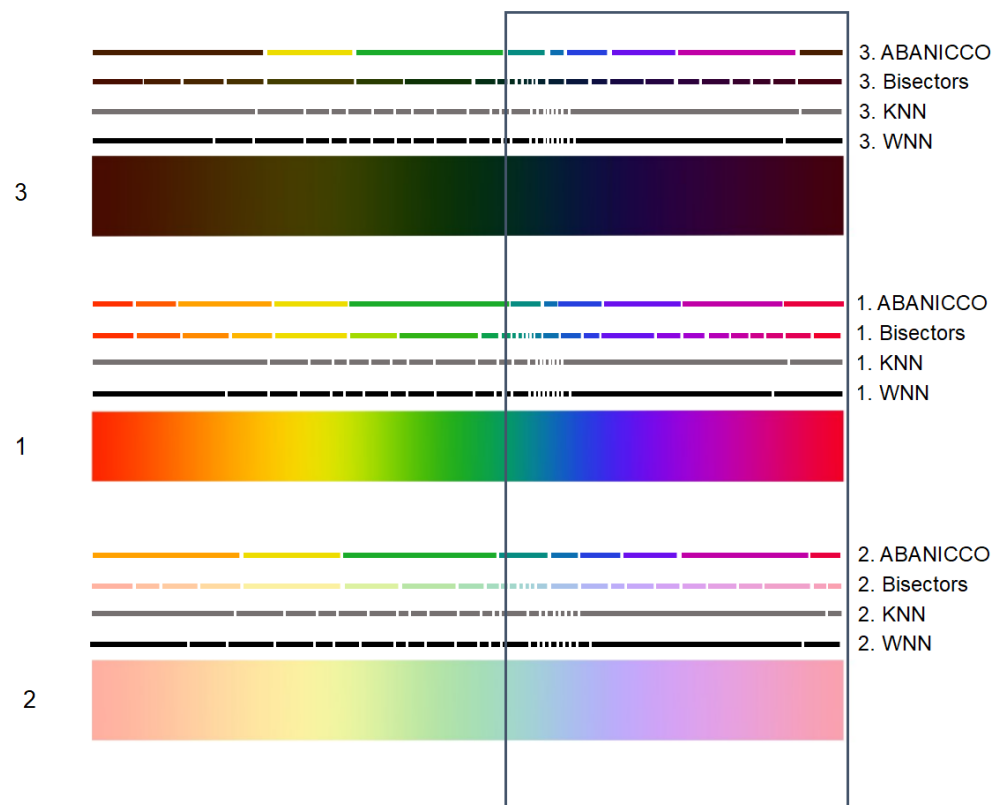 3. ABANICCO
3. Bisectors
3. KNN
3. WNN
3
1. ABANICCO
1. Bisectors
1. KNN
1. WNN
1
2. ABANICCO
2. Bisectors
2. KNN
2. WNN
2